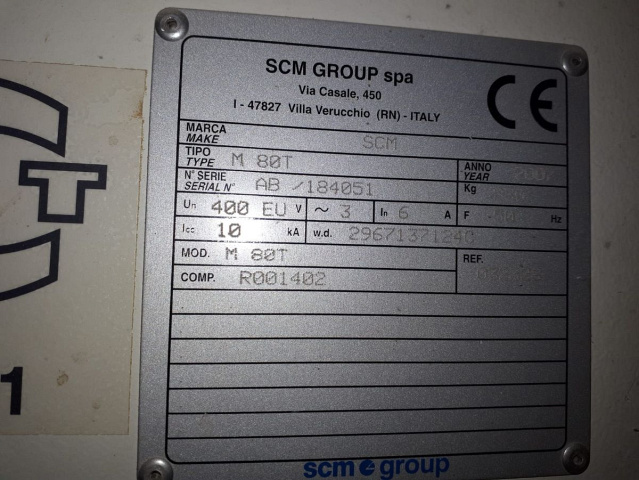 SCM GROUP spa
Via Casale, 450
I - 47827 Villa Verucchio (RN) - ITALY
CE
MARCA
MAKE SCM
TIPO
TYPE M 80T
ANNO
YEAR
N° SERIE
SERIAL N° AB /184051
Kg
Un 400 EU V ~ 3 In 6 A F Hz
Icc 10 kA w.d. 29671371240
MOD. M 80T
REF.
COMP. R001402
scm group
t
1